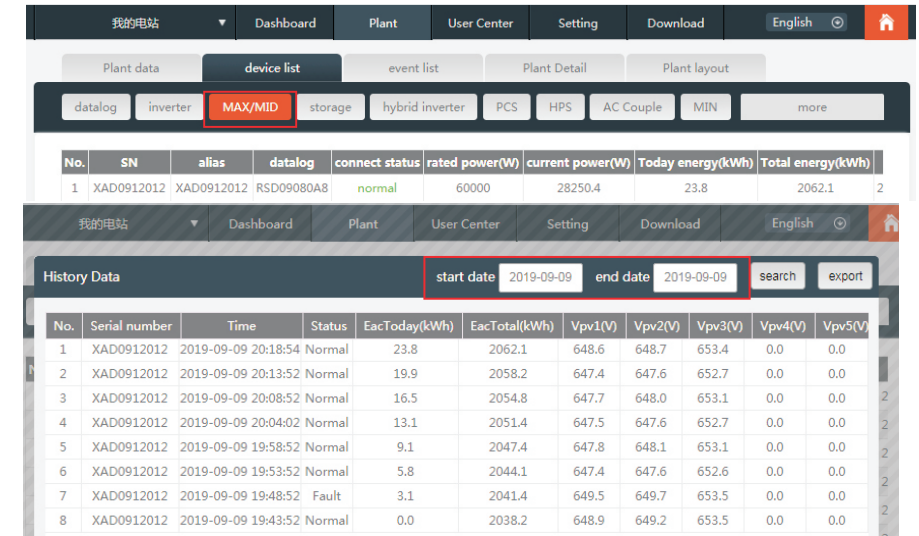 我的电站 Dashboard Plant User Center Setting Download English
Plant data device list event list Plant Detail Plant layout
datalog inverter MAX/MID storage hybrid inverter PCS HPS AC Couple MIN more
No. SN alias datalog connect status rated power(W) current power(W) Today energy(kWh) Total energy(kWh)
1 XAD0912012 XAD0912012 RSD09080A8 normal 60000 28250.4 23.8 2062.1 2
我的电站 Dashboard Plant User Center Setting Download English
History Data start date 2019-09-09 end date 2019-09-09 search export
No. Serial number Time Status EacToday(kWh) EacTotal(kWh) Vpv1(V) Vpv2(V) Vpv3(V) Vpv4(V) Vpv5(V)
1 XAD0912012 2019-09-09 20:18:54 Normal 23.8 2062.1 648.6 648.7 653.4 0.0 0.0
2 XAD0912012 2019-09-09 20:13:52 Normal 19.9 2058.2 647.4 647.6 652.7 0.0 0.0
3 XAD0912012 2019-09-09 20:08:52 Normal 16.5 2054.8 647.7 648.0 653.1 0.0 0.0 2
4 XAD0912012 2019-09-09 20:04:02 Normal 13.1 2051.4 647.5 647.6 652.7 0.0 0.0 2
5 XAD0912012 2019-09-09 19:58:52 Normal 9.1 2047.4 647.8 648.1 653.1 0.0 0.0 2
6 XAD0912012 2019-09-09 19:53:52 Normal 5.8 2044.1 647.4 647.6 652.6 0.0 0.0 2
7 XAD0912012 2019-09-09 19:48:52 Fault 3.1 2041.4 649.5 649.7 653.5 0.0 0.0 2
8 XAD0912012 2019-09-09 19:43:52 Normal 0.0 2038.2 648.9 649.2 653.5 0.0 0.0 2